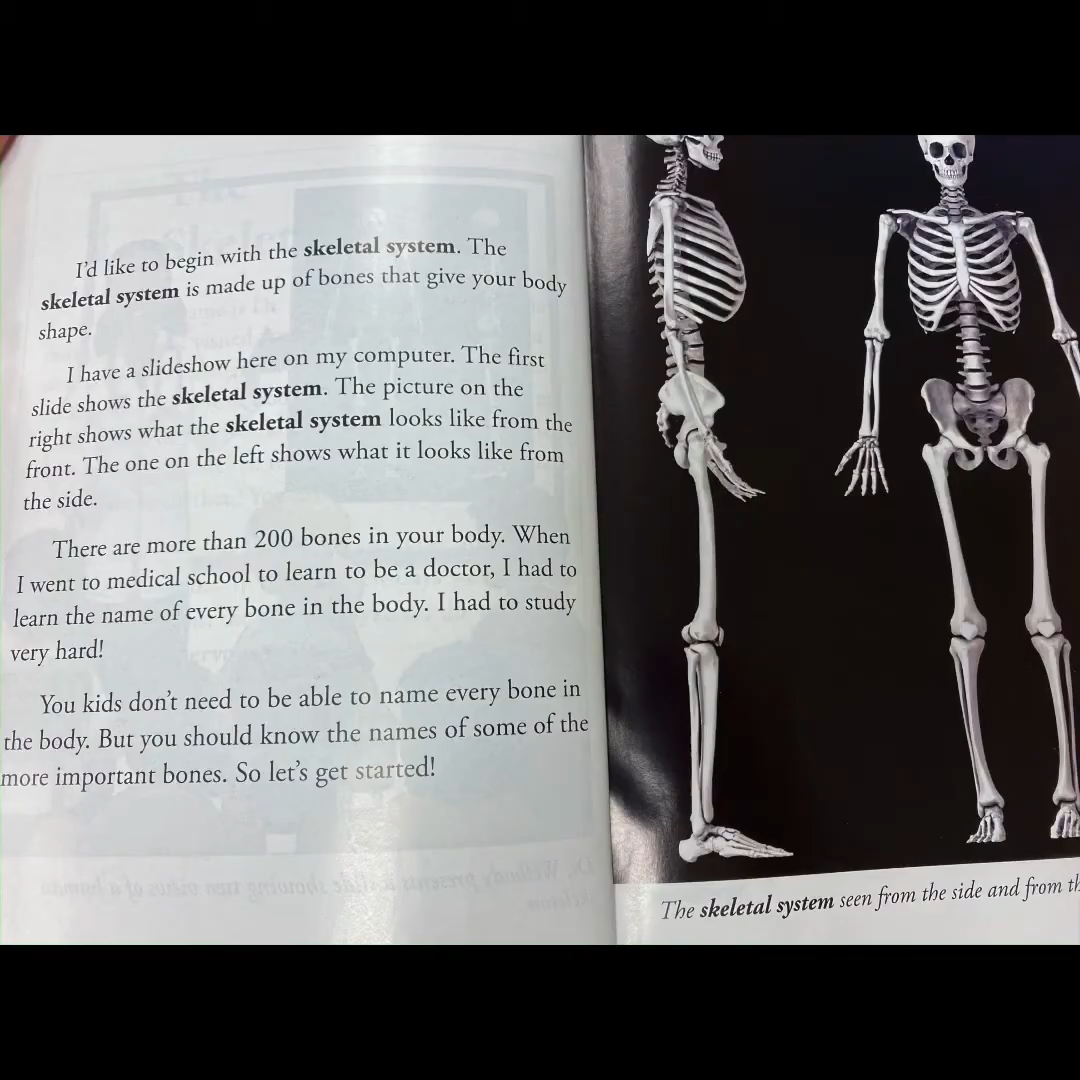 I'd like to begin with the skeletal system. The
skeletal system is made up of bones that give your body
shape.
I have a slideshow here on my computer. The first
slide shows the skeletal system. The picture on the
right shows what the skeletal system looks like from the
front. The one on the left shows what it looks like from
the side.
There are more than 200 bones in your body. When
I went to medical school to learn to be a doctor, I had to
learn the name of every bone in the body. I had to study
very hard!
You kids don't need to be able to name every bone in
the body. But you should know the names of some of the
more important bones. So let's get started!
The skeletal system seen from the side and from